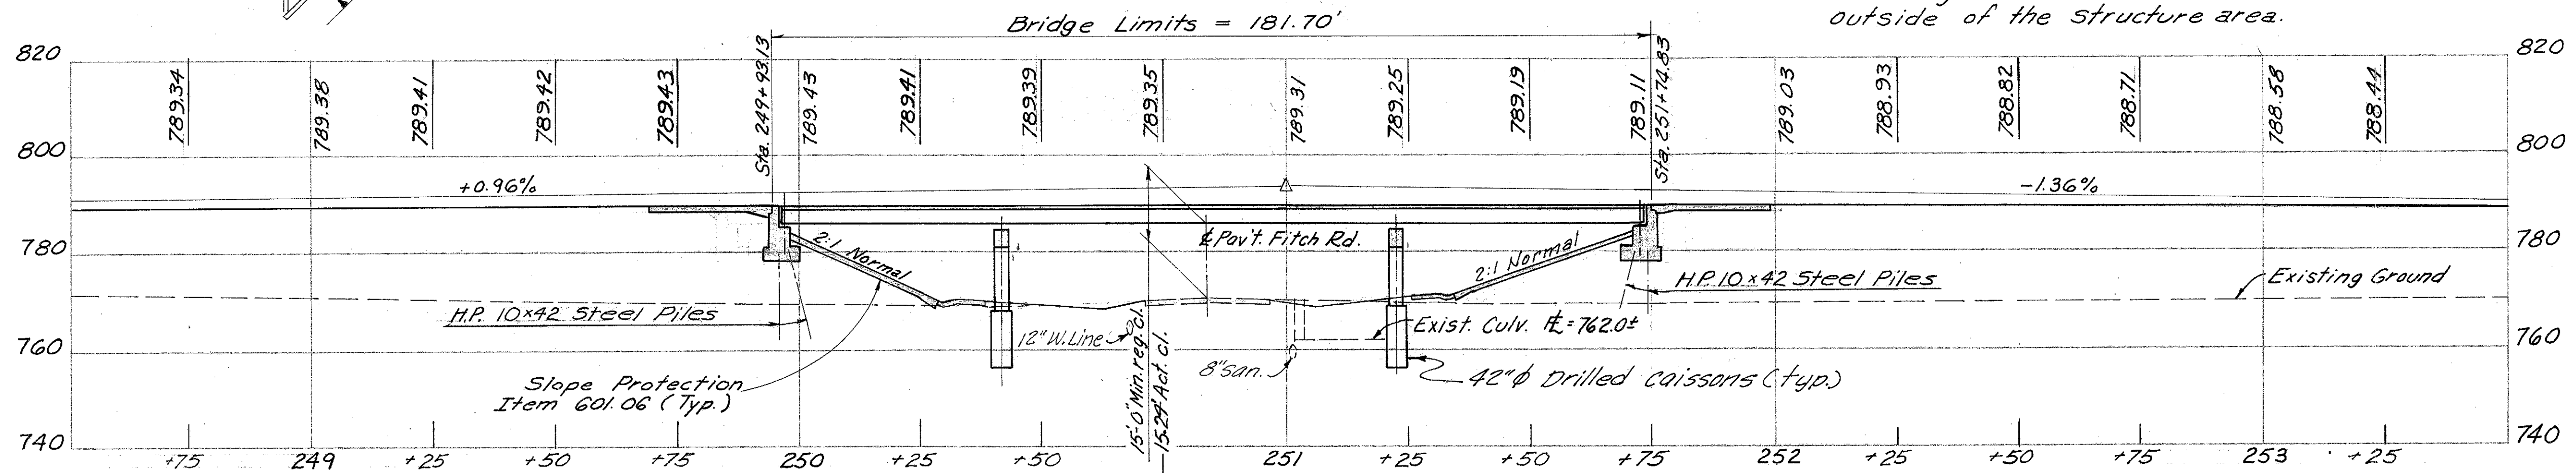 outside of the structure area.
Bridge Limits = 181.70'
820
820
789.34
789.38
789.41
789.42
789.43
Sta. 249+93.13
789.43
789.41
789.39
789.35
789.31
789.25
789.19
789.11
Sta. 251+74.83
789.03
788.93
788.82
788.71
788.58
788.44
800
800
+0.96%
-1.36%
780
780
2:1 Normal
℄ Pav't. Fitch Rd.
2:1 Normal
H.P. 10x42 Steel Piles
H.P. 10x42 Steel Piles
Existing Ground
12" W. Line
15'-0" Min. req. cl.
15.24' Act. cl.
Exist. Culv. FL = 762.0±
8" San.
760
760
Slope Protection
Item 601.06 (Typ.)
42"ϕ Drilled Caissons (typ.)
740
740
+75 249 +25 +50 +75 250 +25 +50 251 +25 +50 +75 252 +25 +50 +75 253 +25